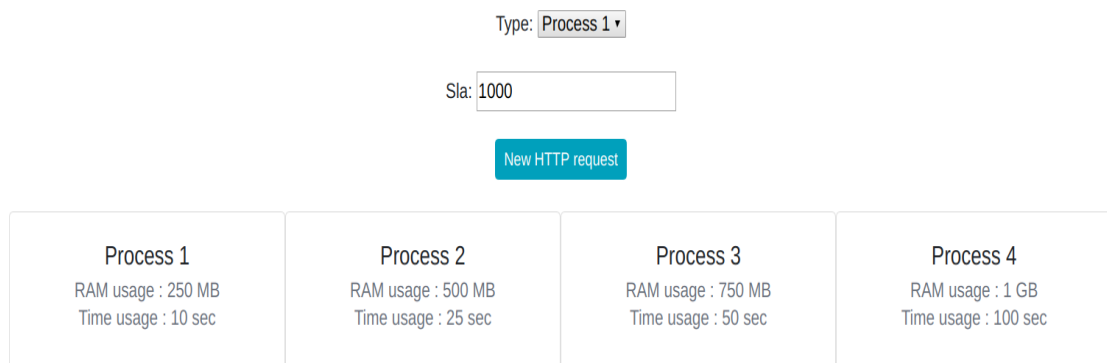 Type: Process 1
Sla: 1000
New HTTP request
Process 1
RAM usage : 250 MB
Time usage : 10 sec
Process 2
RAM usage : 500 MB
Time usage : 25 sec
Process 3
RAM usage : 750 MB
Time usage : 50 sec
Process 4
RAM usage : 1 GB
Time usage : 100 sec